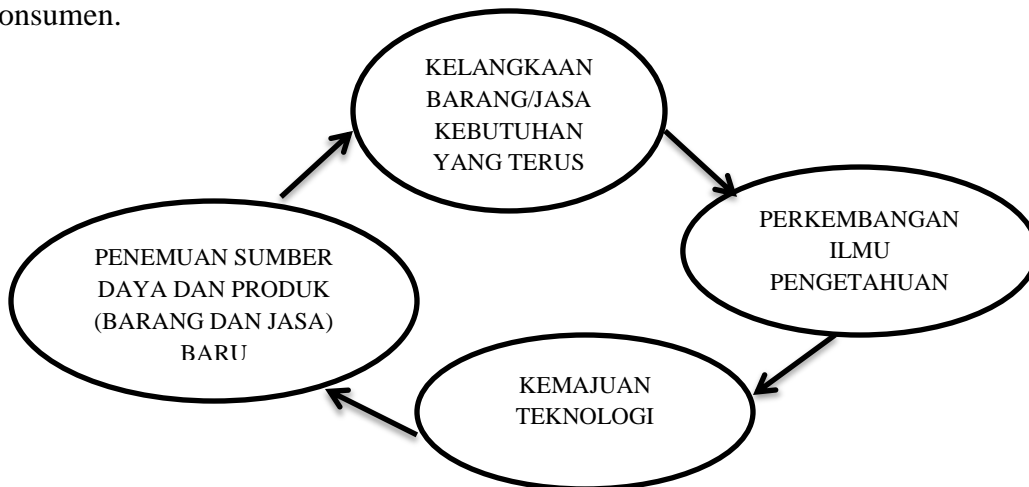 onsumen.
KELANGKAAN
BARANG/JASA
KEBUTUHAN
YANG TERUS
PERKEMBANGAN
ILMU
PENGETAHUAN
KEMAJUAN
TEKNOLOGI
PENEMUAN SUMBER
DAYA DAN PRODUK
(BARANG DAN JASA)
BARU